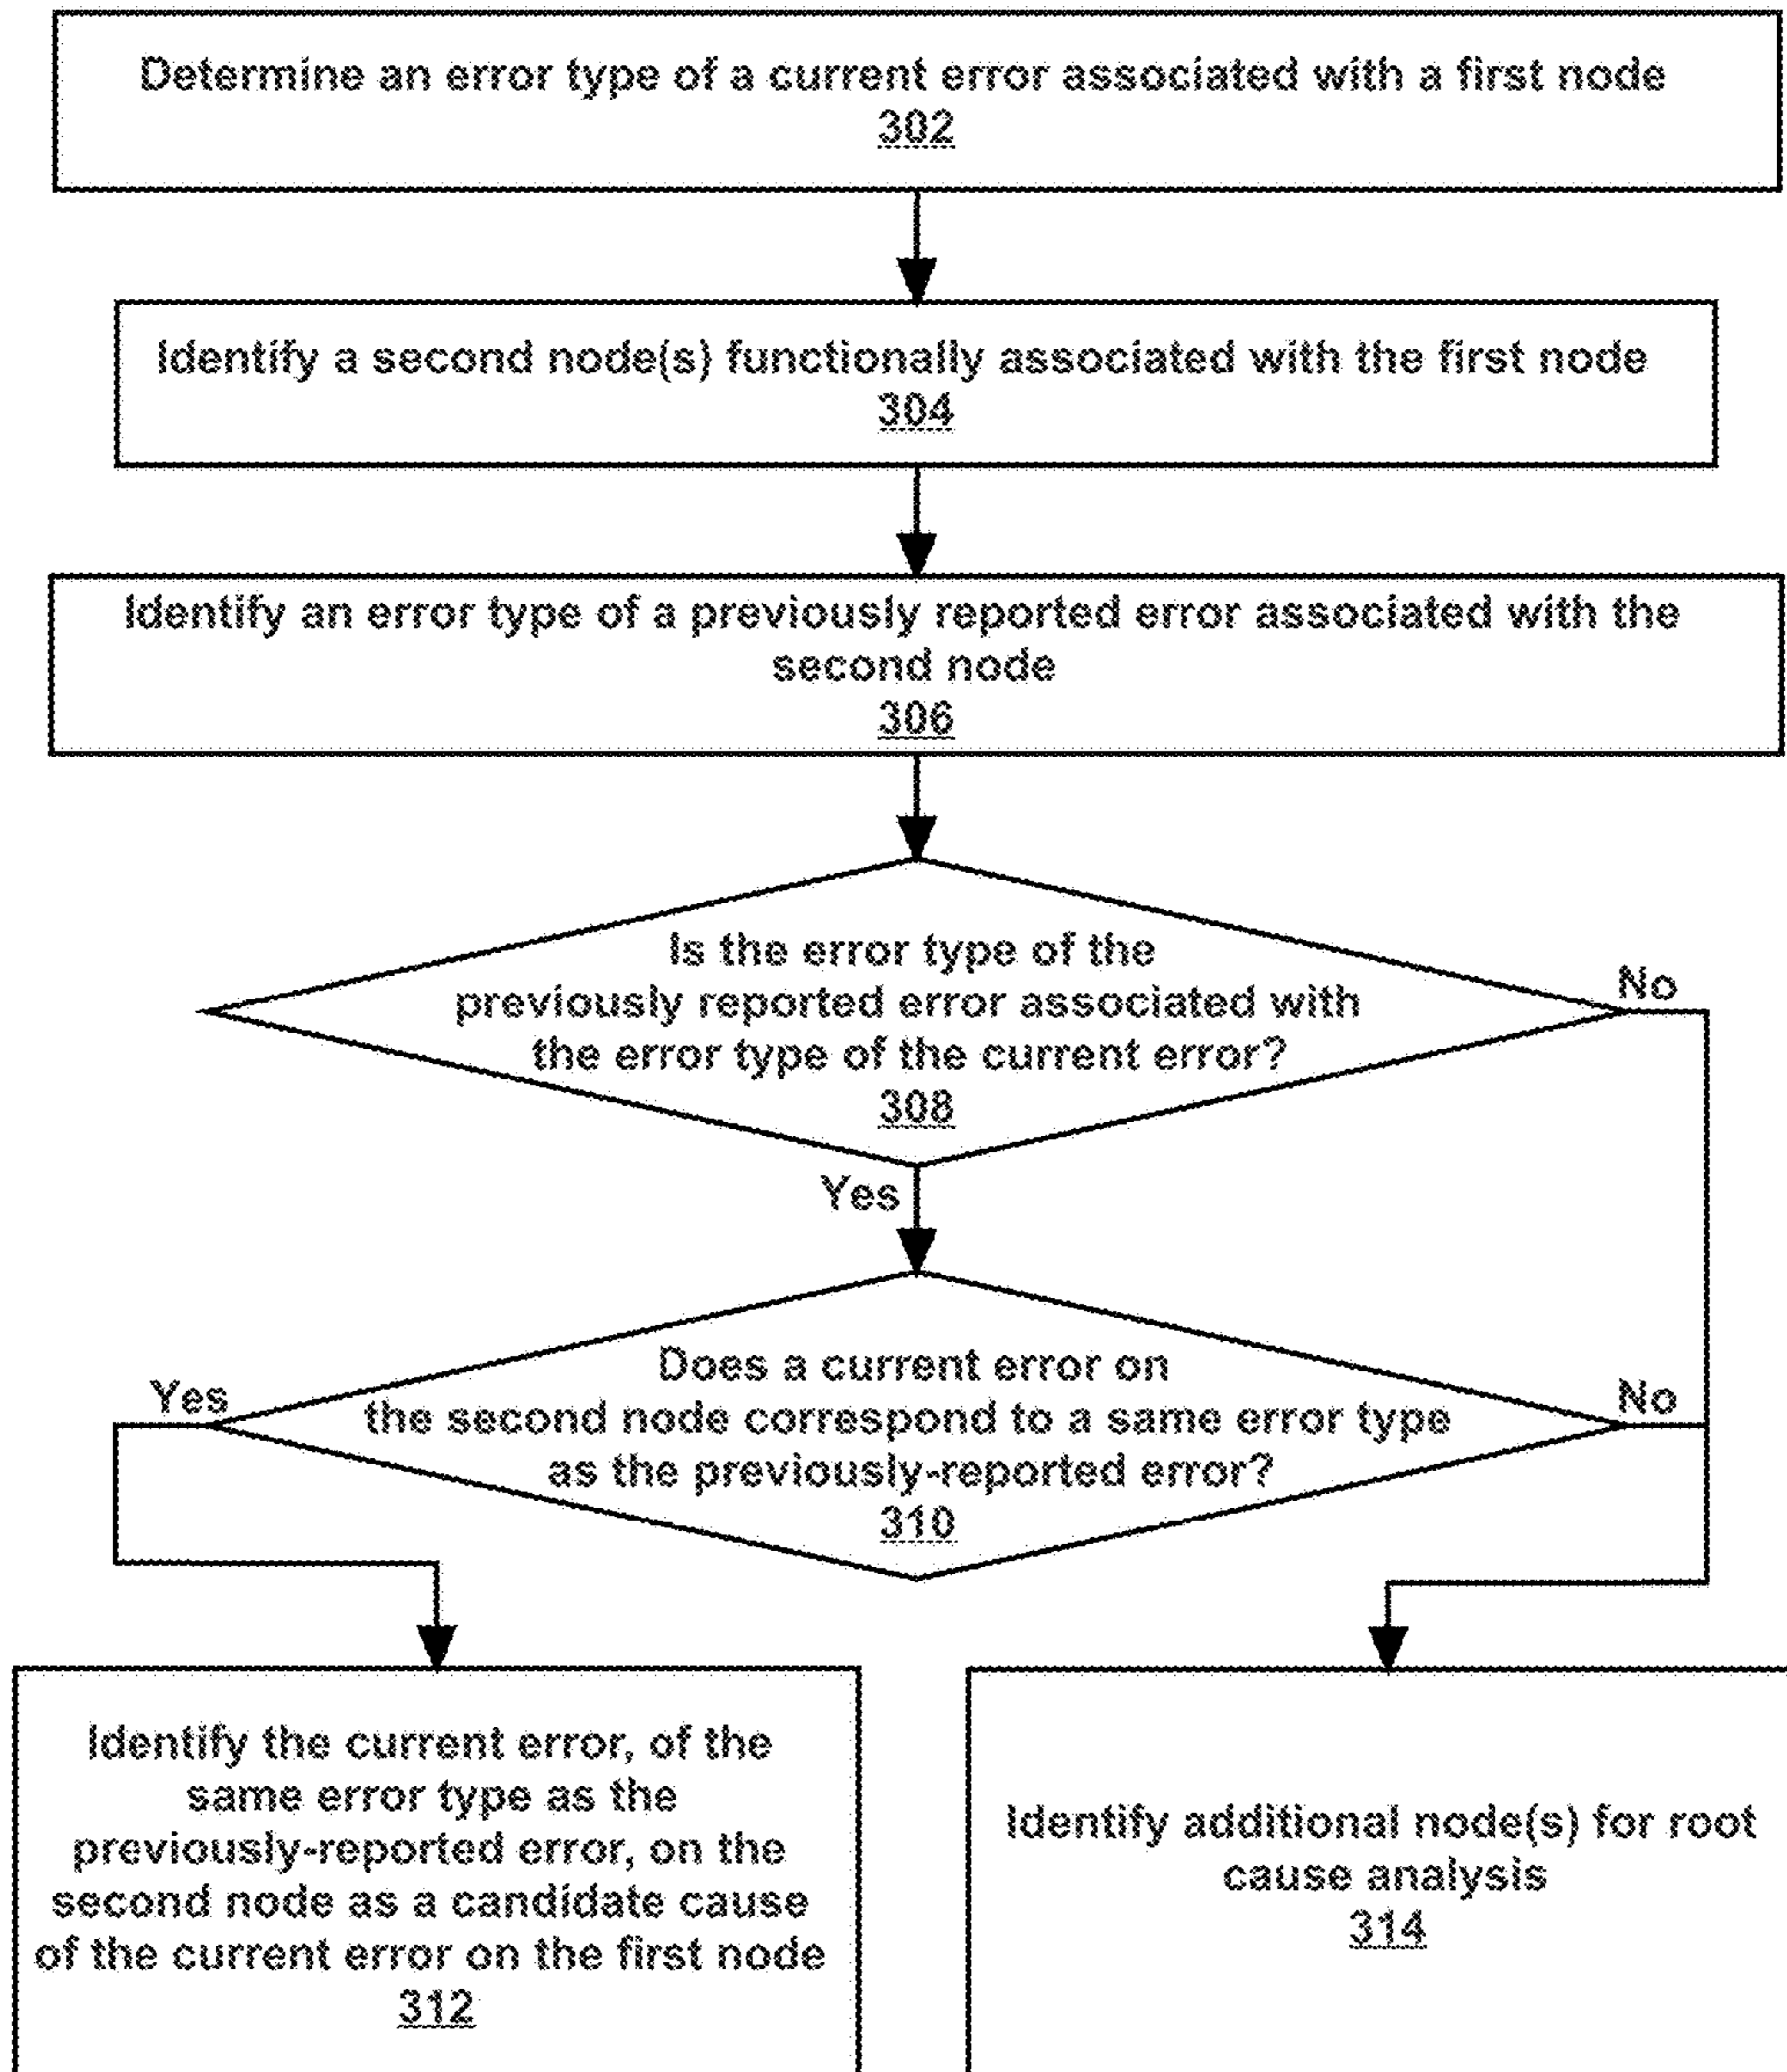 Determine an error type of a current error associated with a first node
302
Identify a second node(s) functionally associated with the first node
304
Identify an error type of a previously reported error associated with the
second node
306
Is the error type of the
previously reported error associated with
the error type of the current error?
308
No
Yes
Does a current error on
the second node correspond to a same error type
as the previously-reported error?
310
Yes
No
Identify the current error, of the
same error type as the
previously-reported error, on the
second node as a candidate cause
of the current error on the first node
312
Identify additional node(s) for root
cause analysis
314